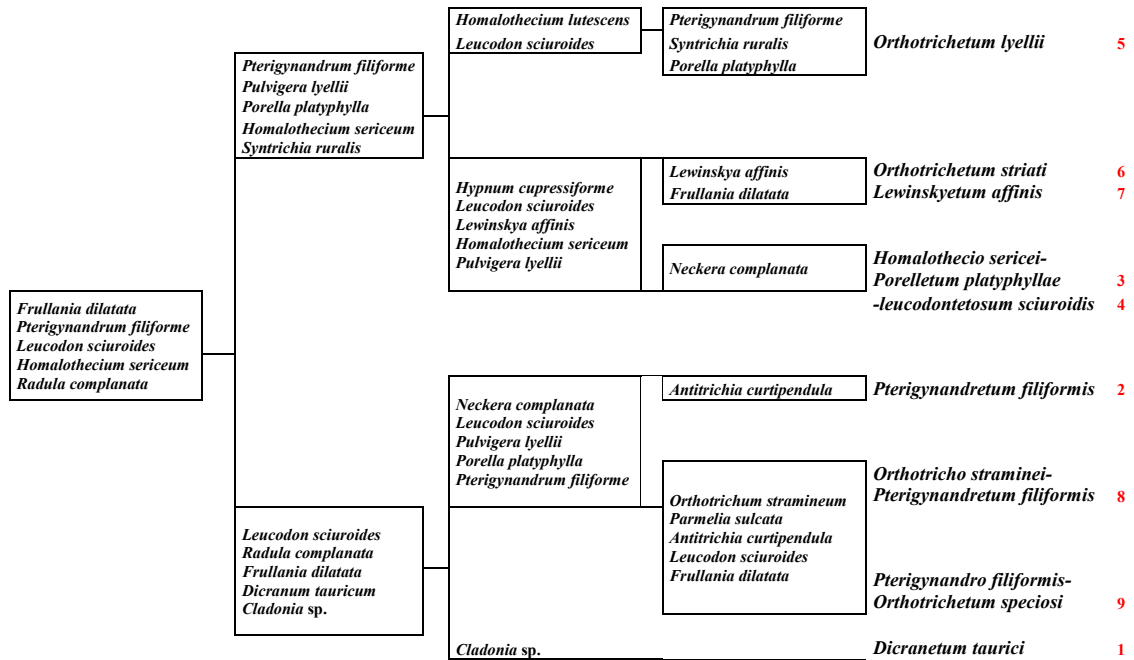 Homalothecium lutescens
Leucodon sciuroides
Pterigynandrum filiforme
Syntrichia ruralis
Porella platyphylla
Orthotrichetum lyellii 5
Pterigynandrum filiforme
Pulvigera lyellii
Porella platyphylla
Homalothecium sericeum
Syntrichia ruralis
Hypnum cupressiforme
Leucodon sciuroides
Lewinskya affinis
Homalothecium sericeum
Pulvigera lyellii
Lewinskya affinis
Frullania dilatata
Orthotrichetum striati 6
Lewinskyetum affinis 7
Neckera complanata
Homalothecio sericei-
Porelletum platyphyllae 3
-leucodontetosum sciuroidis 4
Frullania dilatata
Pterigynandrum filiforme
Leucodon sciuroides
Homalothecium sericeum
Radula complanata
Neckera complanata
Leucodon sciuroides
Pulvigera lyellii
Porella platyphylla
Pterigynandrum filiforme
Antitrichia curtipendula
Pterigynandretum filiformis 2
Orthotrichum stramineum
Parmelia sulcata
Antitrichia curtipendula
Leucodon sciuroides
Frullania dilatata
Orthotricho straminei-
Pterigynandretum filiformis 8
Pterigynandro filiformis-
Orthotrichetum speciosi 9
Leucodon sciuroides
Radula complanata
Frullania dilatata
Dicranum tauricum
Cladonia sp.
Cladonia sp.
Dicranetum taurici 1